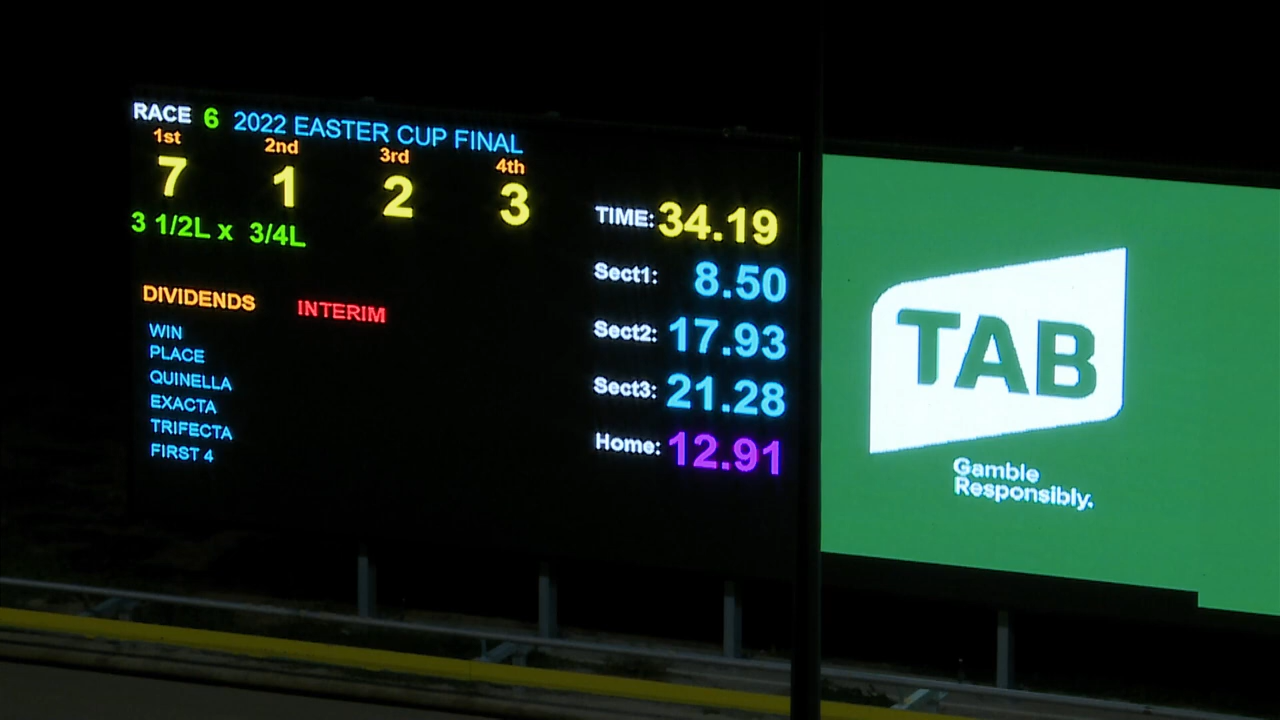 RACE 6 2022 EASTER CUP FINAL
1st 2nd 3rd 4th
7 1 2 3
3 1/2L x 3/4L
DIVIDENDS INTERIM
WIN
PLACE
QUINELLA
EXACTA
TRIFECTA
FIRST 4
TIME: 34.19
Sect1: 8.50
Sect2: 17.93
Sect3: 21.28
Home: 12.91
TAB
Gamble
Responsibly.